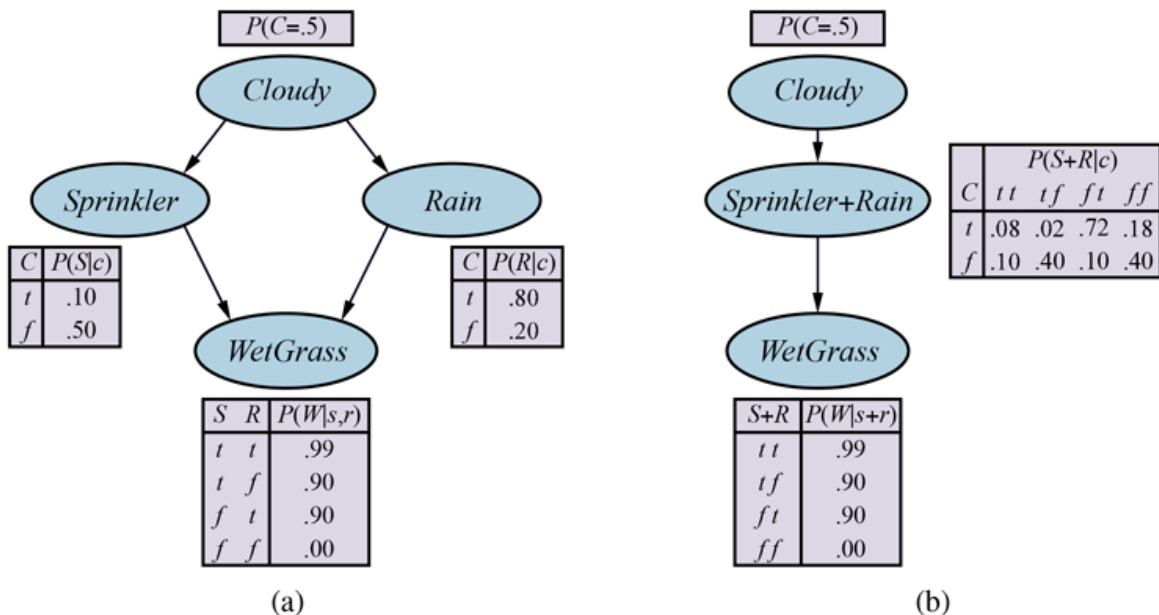 P(C=.5)
Cloudy
Sprinkler
Rain
C P(S|c)
t .10
f .50
C P(R|c)
t .80
f .20
WetGrass
S R P(W|s,r)
t t .99
t f .90
f t .90
f f .00
(a)
P(C=.5)
Cloudy
Sprinkler+Rain
P(S+R|c)
C t t t f f t f f
t .08 .02 .72 .18
f .10 .40 .10 .40
WetGrass
S+R P(W|s+r)
t t .99
t f .90
f t .90
f f .00
(b)